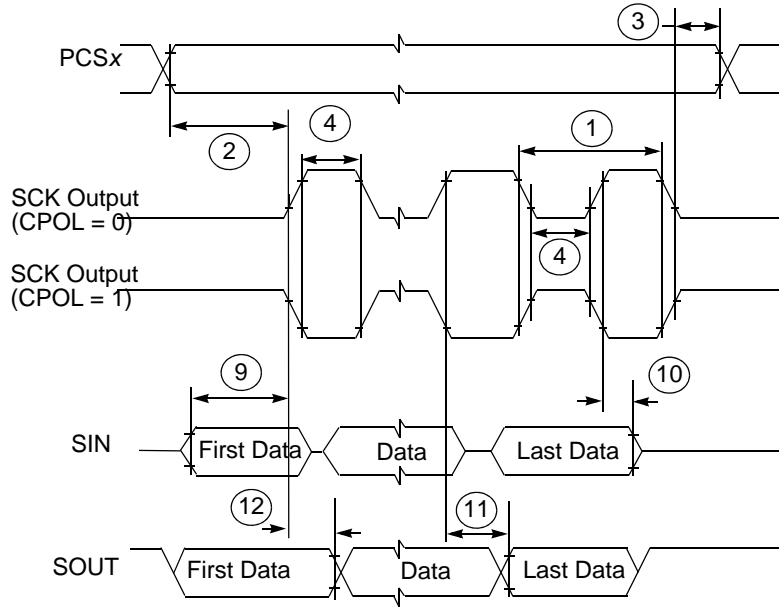 3
PCSx
2
4
1
SCK Output
(CPOL = 0)
4
SCK Output
(CPOL = 1)
9
10
SIN
First Data
Data
Last Data
12
11
SOUT
First Data
Data
Last Data